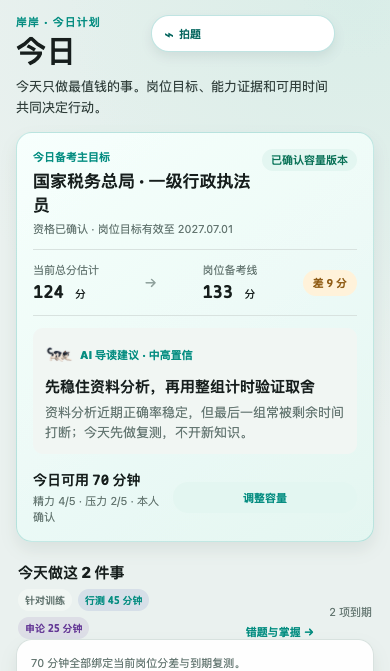 岸岸 · 今日计划
今日
拍题
今天只做最值钱的事。岗位目标、能力证据和可用时间
共同决定行动。
今日备考主目标
已确认容量版本
国家税务总局 · 一级行政执法
员
资格已确认 · 岗位目标有效至 2027.07.01
当前总分估计
124 分
→
岗位备考线
133 分
差 9 分
AI 导读建议 · 中高置信
先稳住资料分析，再用整组计时验证取舍
资料分析近期正确率稳定，但最后一组常被剩余时间
打断；今天先做复测，不开新知识。
今日可用 70 分钟
精力 4/5 · 压力 2/5 · 本人
确认
调整容量
今天做这 2 件事
针对训练
行测 45 分钟
申论 25 分钟
2 项到期
错题与掌握 →
70 分钟全部绑定当前岗位分差与到期复测。